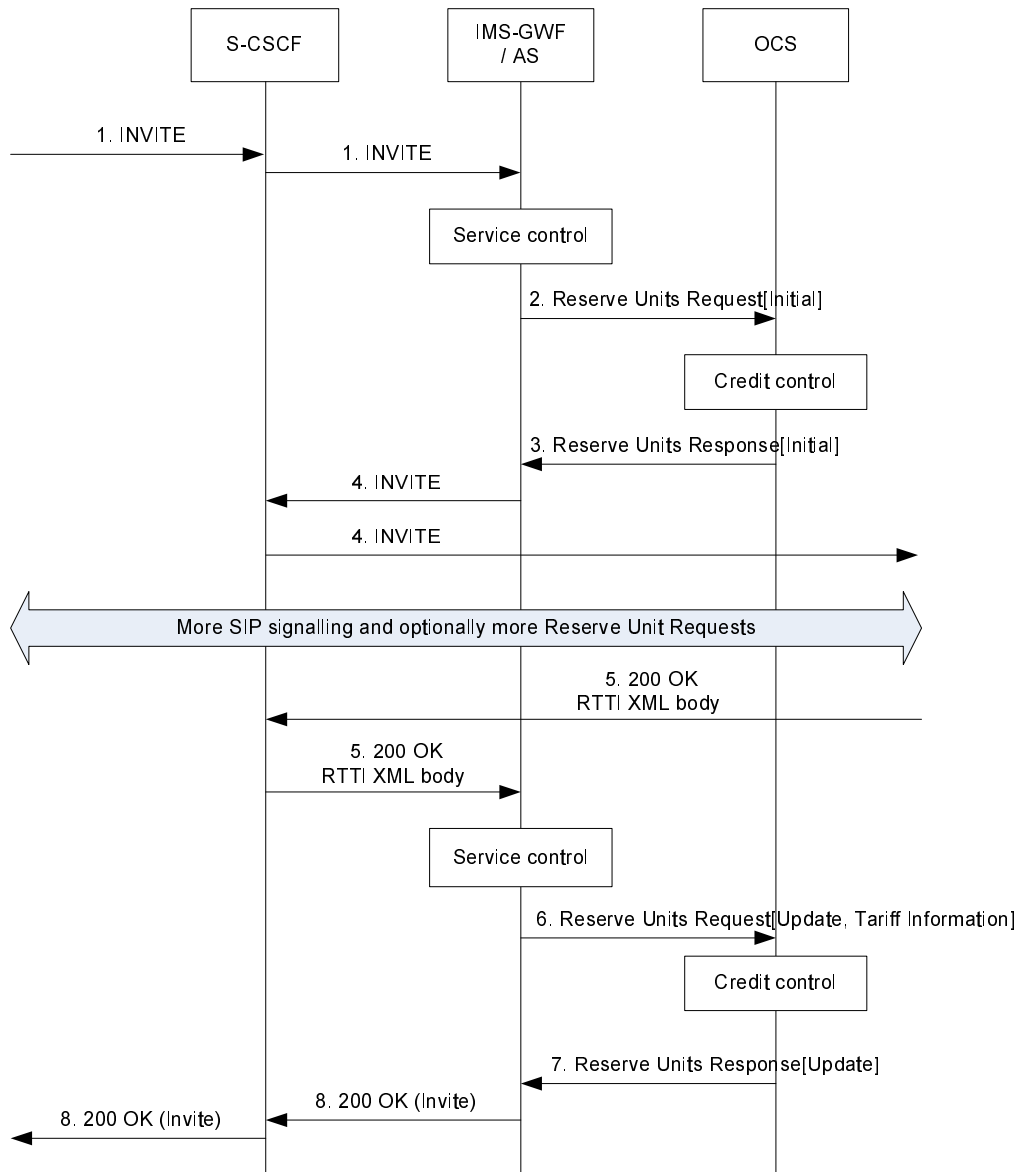 S-CSCF
IMS-GWF
/ AS
OCS
1. INVITE
1. INVITE
Service control
2. Reserve Units Request[Initial]
Credit control
3. Reserve Units Response[Initial]
4. INVITE
4. INVITE
More SIP signalling and optionally more Reserve Unit Requests
5. 200 OK
RTTI XML body
5. 200 OK
RTTI XML body
Service control
6. Reserve Units Request[Update, Tariff Information]
Credit control
7. Reserve Units Response[Update]
8. 200 OK (Invite)
8. 200 OK (Invite)